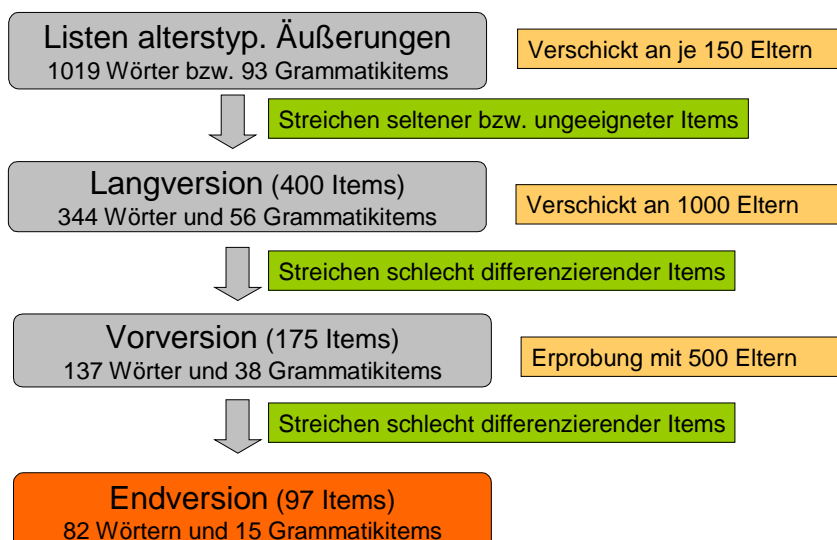 Listen alterstyp. Äußerungen
1019 Wörter bzw. 93 Grammatikitems
Verschickt an je 150 Eltern
Streichen seltener bzw. ungeeigneter Items
Langversion (400 Items)
344 Wörter und 56 Grammatikitems
Verschickt an 1000 Eltern
Streichen schlecht differenzierender Items
Vorversion (175 Items)
137 Wörter und 38 Grammatikitems
Erprobung mit 500 Eltern
Streichen schlecht differenzierender Items
Endversion (97 Items)
82 Wörtern und 15 Grammatikitems